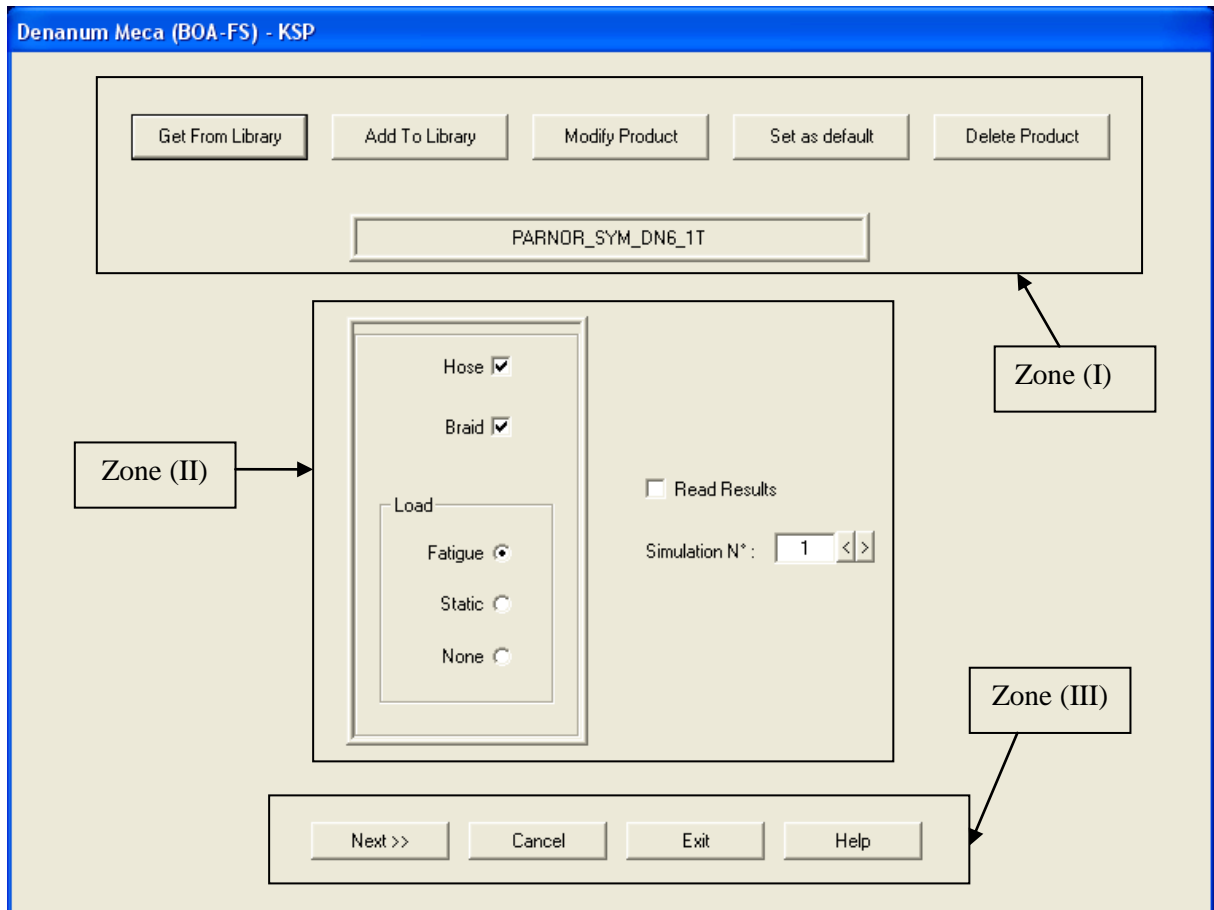 Denanum Meca (BOA-FS) - KSP
Get From Library Add To Library Modify Product Set as default Delete Product
PARNOR_SYM_DN6_1T
Zone (I)
Hose
Braid
Zone (II)
Read Results
Load
Fatigue
Simulation N° : 1 < >
Static
None
Zone (III)
Next >> Cancel Exit Help